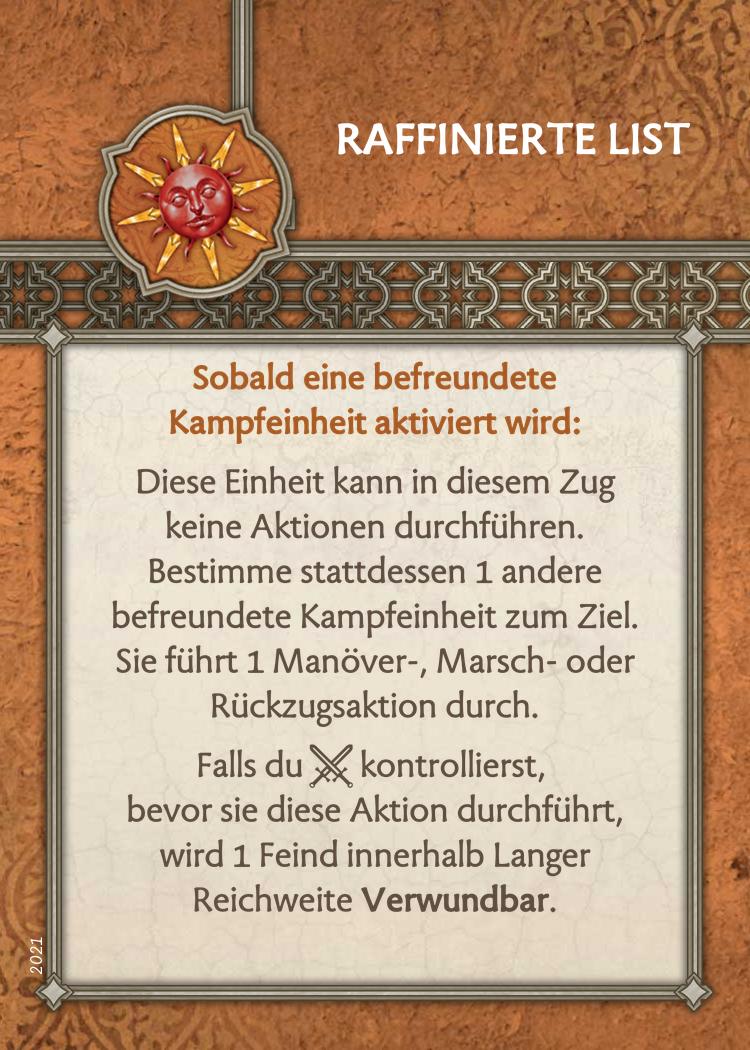 RAFFINIERTE LIST
Sobald eine befreundete
Kampfeinheit aktiviert wird:
Diese Einheit kann in diesem Zug
keine Aktionen durchführen.
Bestimme stattdessen 1 andere
befreundete Kampfeinheit zum Ziel.
Sie führt 1 Manöver-, Marsch- oder
Rückzugsaktion durch.
Falls du kontrollierst,
bevor sie diese Aktion durchführt,
wird 1 Feind innerhalb Langer
Reichweite Verwundbar.
2021